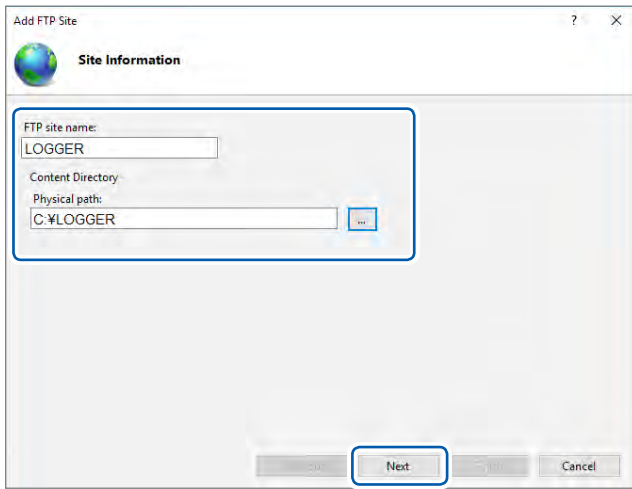 Add FTP Site
? X
Site Information
FTP site name:
LOGGER
Content Directory
Physical path:
C:¥LOGGER
...
Next
Cancel